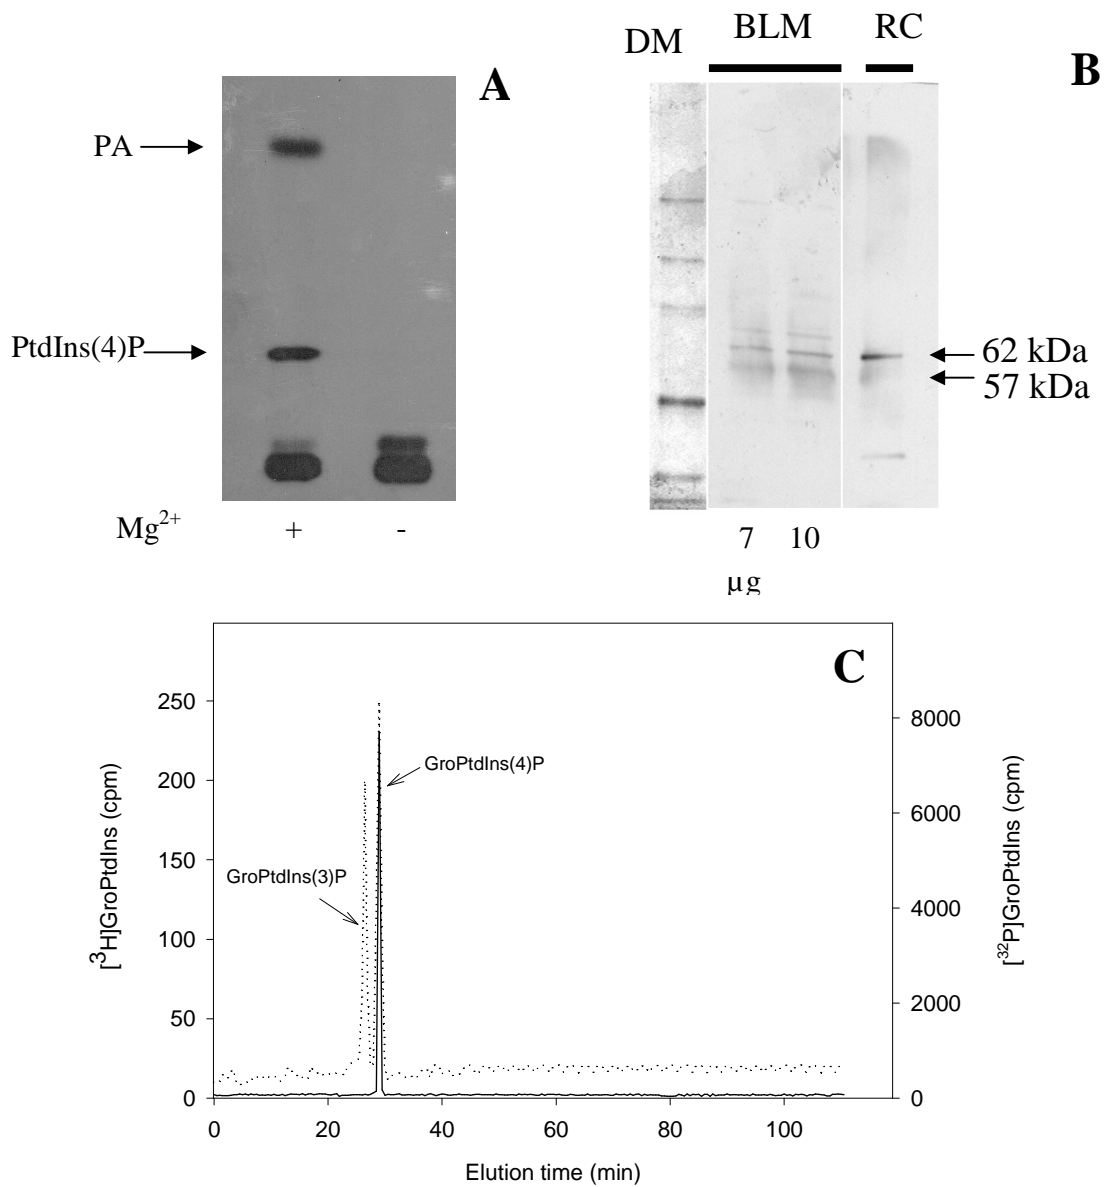 A
PA
PtdIns(4)P
Mg2+ + -
DM BLM RC
B
62 kDa
57 kDa
7 10
µg
C
250
200
150
100
50
0
[3H]GroPtdIns (cpm)
GroPtdIns(4)P
GroPtdIns(3)P
8000
6000
4000
2000
0
[32P]GroPtdIns (cpm)
0 20 40 60 80 100
Elution time (min)